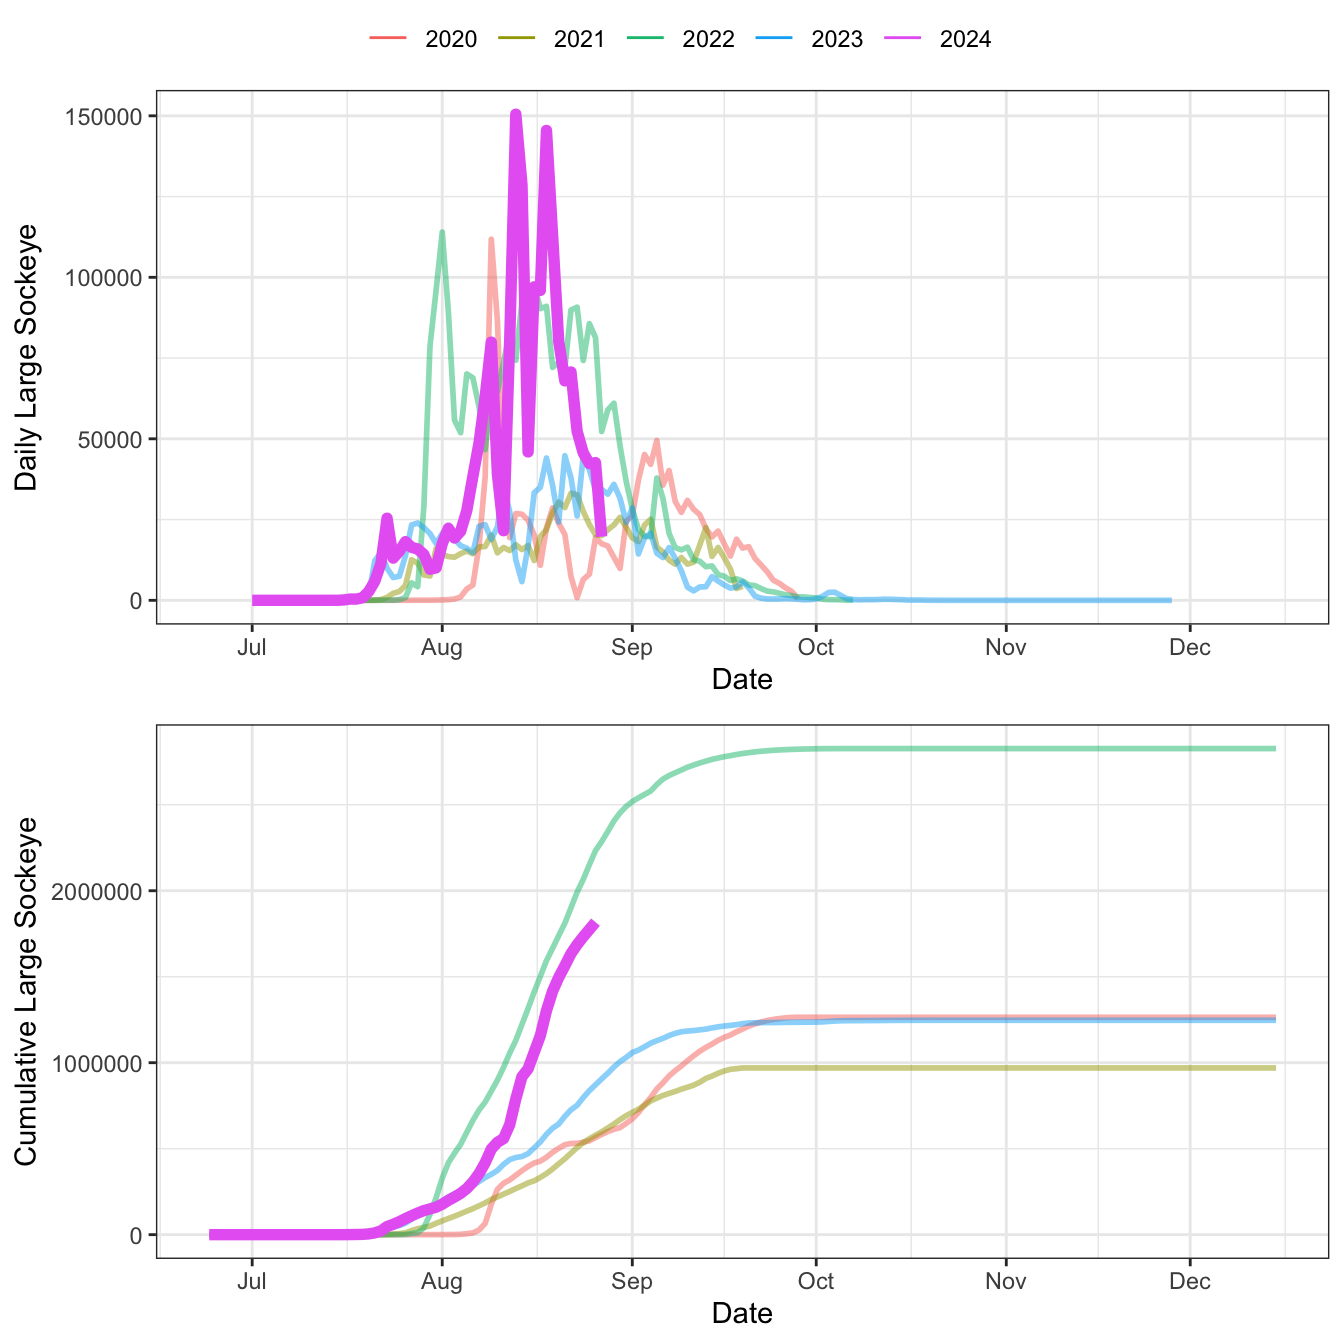 2020 2021 2022 2023 2024
150000
100000
50000
0
Daily Large Sockeye
Jul Aug Sep Oct Nov Dec
Date
2000000
1000000
0
Cumulative Large Sockeye
Jul Aug Sep Oct Nov Dec
Date